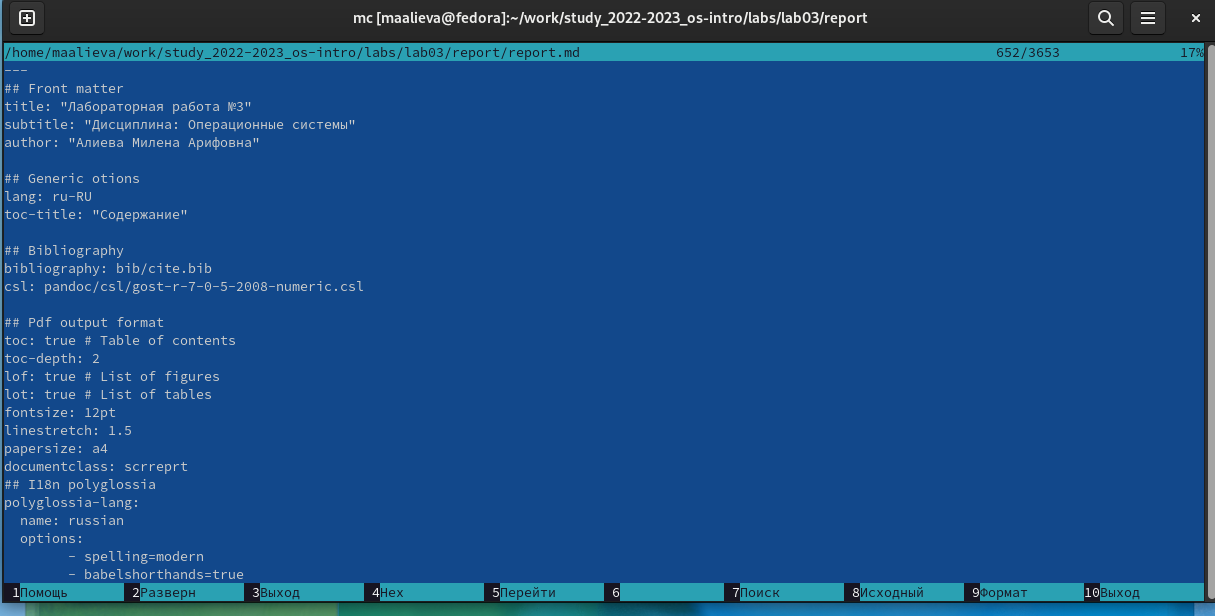 mc [maalieva@fedora]:~/work/study_2022-2023_os-intro/labs/lab03/report
/home/maalieva/work/study_2022-2023_os-intro/labs/lab03/report/report.md 652/3653 17%
---
## Front matter
title: "Лабораторная работа №3"
subtitle: "Дисциплина: Операционные системы"
author: "Алиева Милена Арифовна"
## Generic otions
lang: ru-RU
toc-title: "Содержание"
## Bibliography
bibliography: bib/cite.bib
csl: pandoc/csl/gost-r-7-0-5-2008-numeric.csl
## Pdf output format
toc: true # Table of contents
toc-depth: 2
lof: true # List of figures
lot: true # List of tables
fontsize: 12pt
linestretch: 1.5
papersize: a4
documentclass: scrreprt
## I18n polyglossia
polyglossia-lang:
  name: russian
  options:
        - spelling=modern
        - babelshorthands=true
1Помощь 2Разверн 3Выход 4Hex 5Перейти 6 7Поиск 8Исходный 9Формат 10Выход